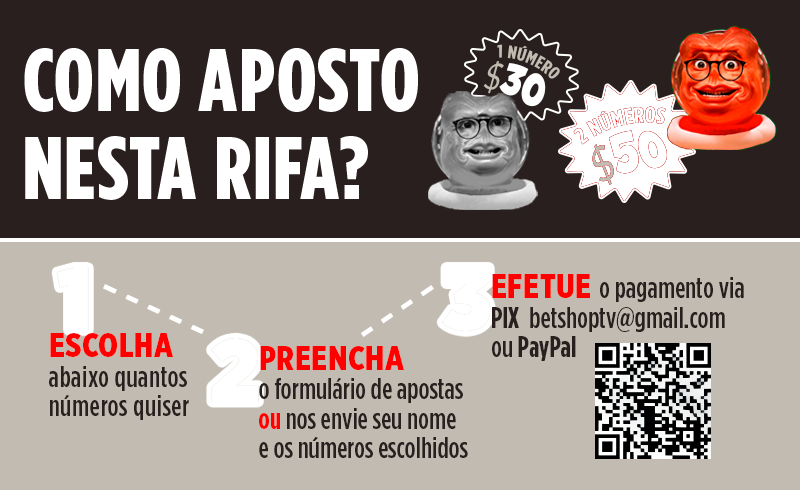 COMO APOSTO
NESTA RIFA?
1 NÚMERO
$30
2 NÚMEROS
$50
1
ESCOLHA
abaixo quantos
números quiser
2
PREENCHA
o formulário de apostas
ou nos envie seu nome
e os números escolhidos
3
EFETUE o pagamento via
PIX betshoptv@gmail.com
ou PayPal